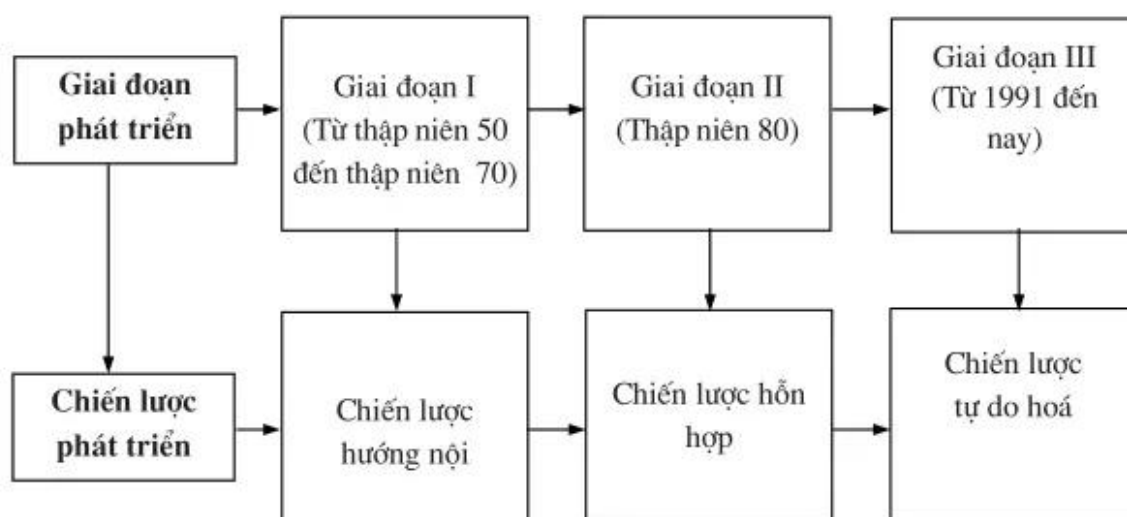 Giai đoạn
phát triển
Giai đoạn I
(Từ thập niên 50
đến thập niên 70)
Giai đoạn II
(Thập niên 80)
Giai đoạn III
(Từ 1991 đến
nay)
Chiến lược
phát triển
Chiến lược
hướng nội
Chiến lược hỗn
hợp
Chiến lược
tự do hoá